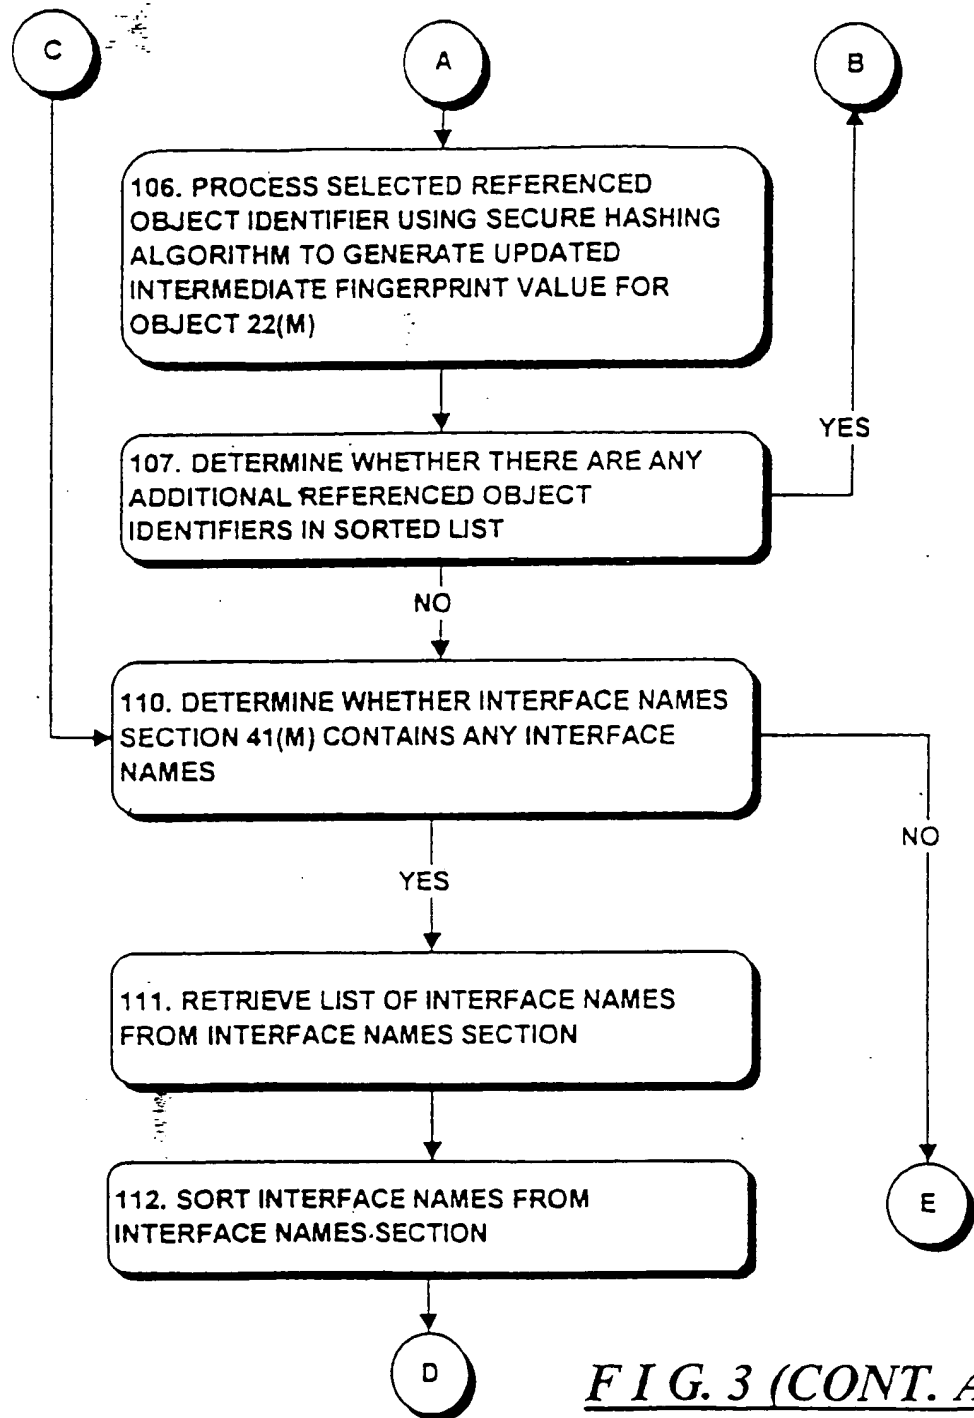 C
A
B
106. PROCESS SELECTED REFERENCED
OBJECT IDENTIFIER USING SECURE HASHING
ALGORITHM TO GENERATE UPDATED
INTERMEDIATE FINGERPRINT VALUE FOR
OBJECT 22(M)
YES
107. DETERMINE WHETHER THERE ARE ANY
ADDITIONAL REFERENCED OBJECT
IDENTIFIERS IN SORTED LIST
NO
110. DETERMINE WHETHER INTERFACE NAMES
SECTION 41(M) CONTAINS ANY INTERFACE
NAMES
NO
YES
111. RETRIEVE LIST OF INTERFACE NAMES
FROM INTERFACE NAMES SECTION
112. SORT INTERFACE NAMES FROM
INTERFACE NAMES SECTION
E
D
FIG. 3 (CONT. A